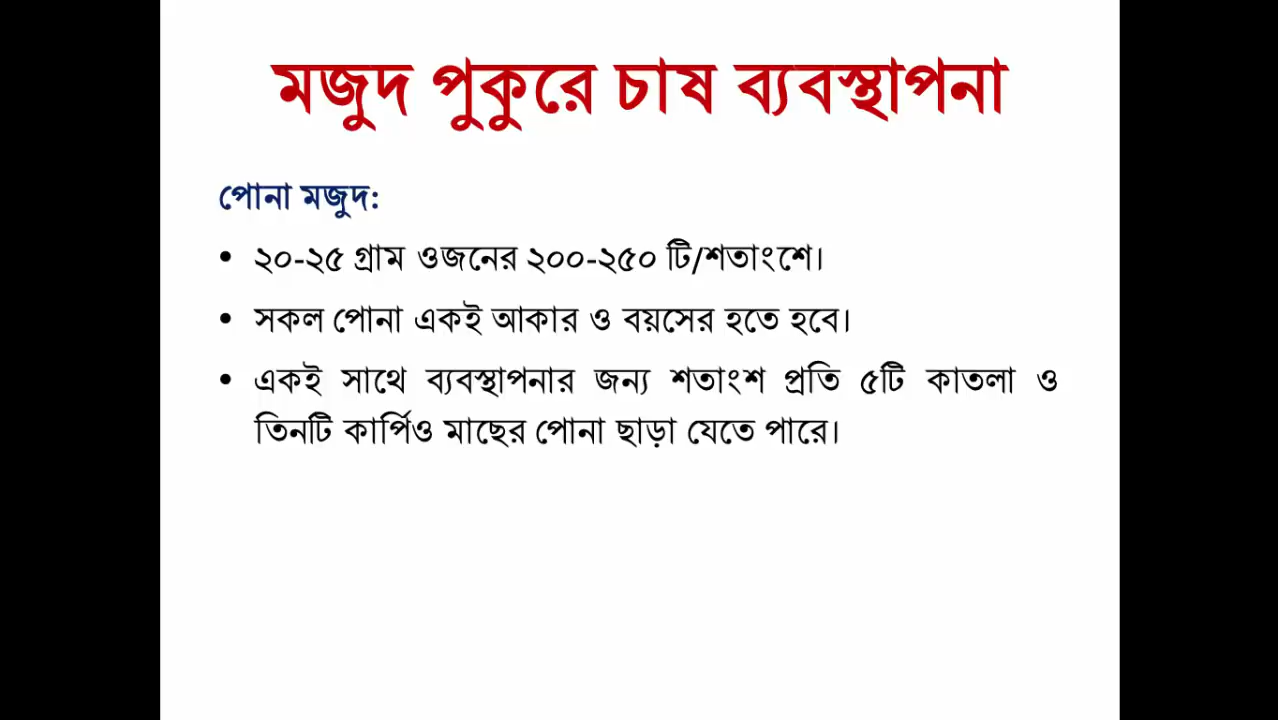 মজুদ পুকুরে চাষ ব্যবস্থাপনা
পোনা মজুদ:
• ২০-২৫ গ্রাম ওজনের ২০০-২৫০ টি/শতাংশে।
• সকল পোনা একই আকার ও বয়সের হতে হবে।
• একই সাথে ব্যবস্থাপনার জন্য শতাংশ প্রতি ৫টি কাতলা ও
তিনটি কার্পিও মাছের পোনা ছাড়া যেতে পারে।